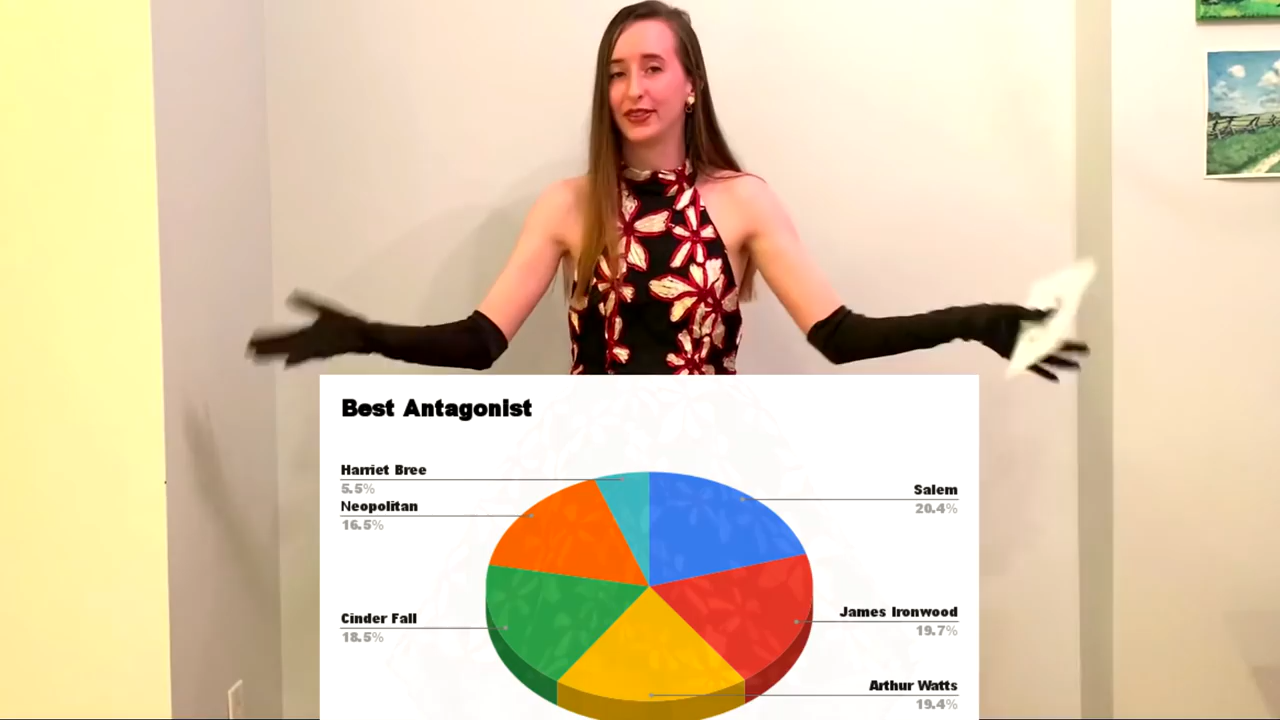 Best Antagonist
Harriet Bree
5.5%
Neopolitan
16.5%
Cinder Fall
18.5%
Salem
20.4%
James Ironwood
19.7%
Arthur Watts
19.4%